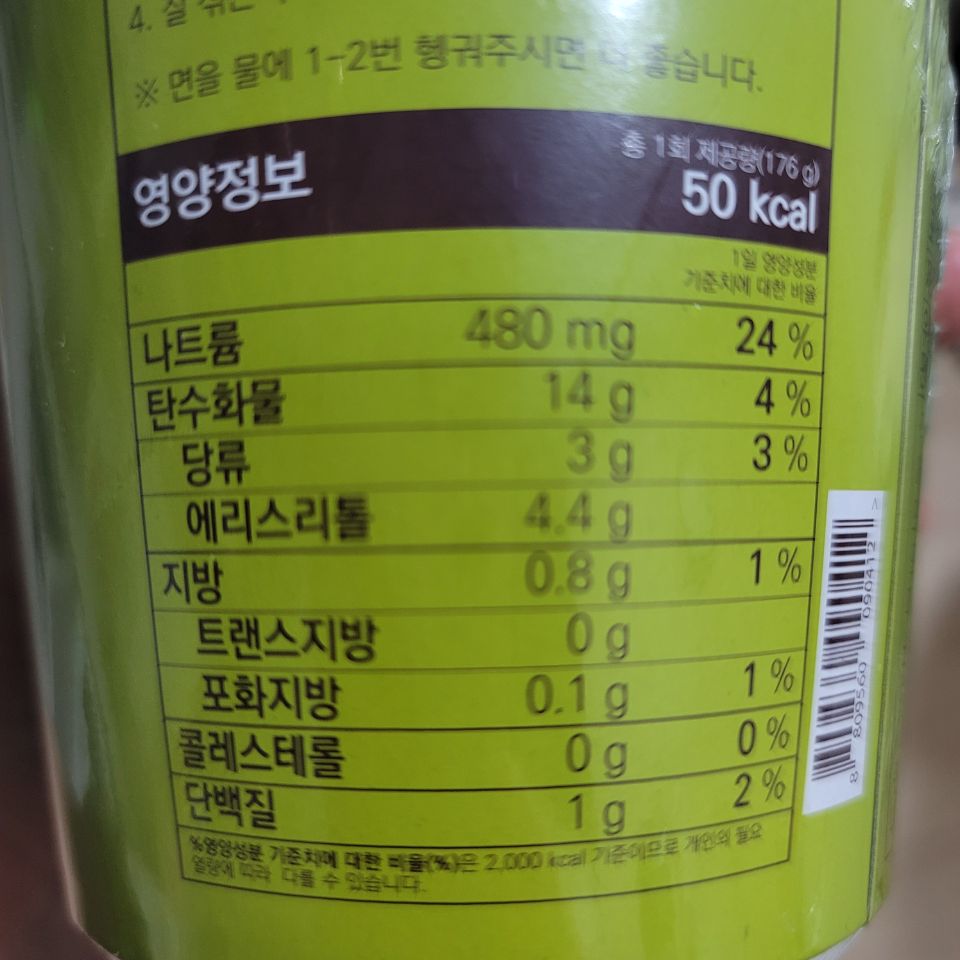 ※ 면을 물에 1-2번 헹궈주시면 더 좋습니다.
영양정보
총 1회 제공량(176 g)
50 kcal
1일 영양성분
기준치에 대한 비율
나트륨 480 mg 24 %
탄수화물 14 g 4 %
당류 3 g 3 %
에리스리톨 4.4 g
지방 0.8 g 1 %
트랜스지방 0 g
포화지방 0.1 g 1 %
콜레스테롤 0 g 0 %
단백질 1 g 2 %
%영양성분 기준치에 대한 비율(%)은 2,000 kcal 기준이므로 개인의 필요
열량에 따라 다를 수 있습니다.
8 809560 090412